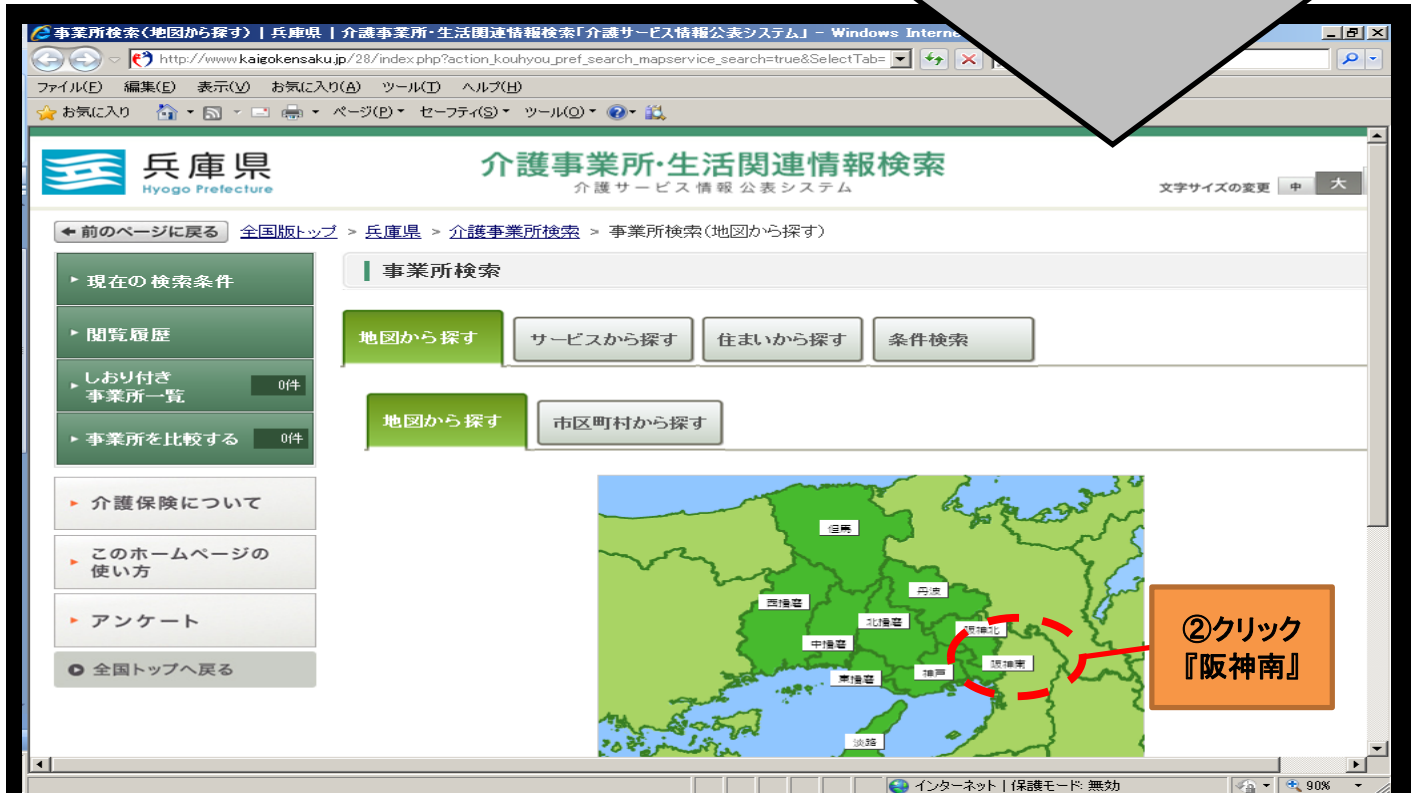 事業所検索(地図から探す) | 兵庫県 | 介護事業所・生活関連情報検索「介護サービス情報公表システム」 - Windows Interne
http://www.kaigokensaku.jp/28/index.php?action_kouhyou_pref_search_mapservice_search=true&SelectTab=
ファイル(F) 編集(E) 表示(V) お気に入り(A) ツール(T) ヘルプ(H)
お気に入り ページ(P) セーフティ(S) ツール(O)
兵庫県
Hyogo Prefecture
介護事業所・生活関連情報検索
介護サービス情報公表システム
文字サイズの変更 中 大
前のページに戻る 全国版トップ > 兵庫県 > 介護事業所検索 > 事業所検索(地図から探す)
現在の検索条件
閲覧履歴
しおり付き
事業所一覧 0件
事業所を比較する 0件
介護保険について
このホームページの
使い方
アンケート
全国トップへ戻る
事業所検索
地図から探す サービスから探す 住まいから探す 条件検索
地図から探す 市区町村から探す
但馬
丹波
西播磨
北播磨
阪神北
中播磨
阪神南
神戸
東播磨
淡路
②クリック
『阪神南』
インターネット | 保護モード: 無効 90%